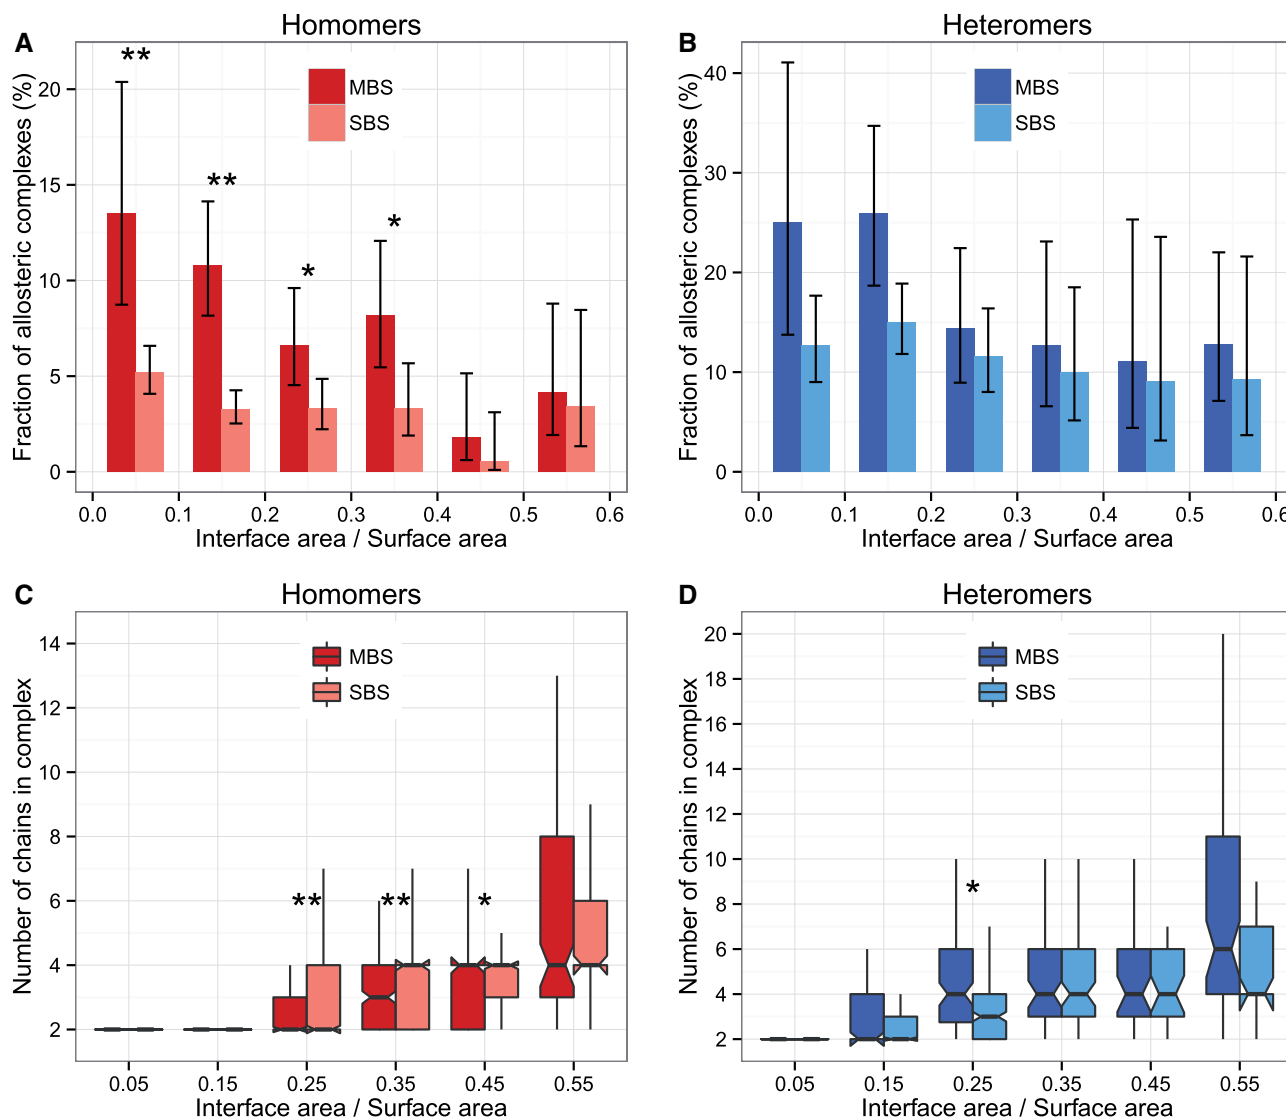 A
Homomers
**
**
*
*
MBS
SBS
Fraction of allosteric complexes (%)
20
15
10
5
0
0.0 0.1 0.2 0.3 0.4 0.5 0.6
Interface area / Surface area
B
Heteromers
MBS
SBS
Fraction of allosteric complexes (%)
40
30
20
10
0
0.0 0.1 0.2 0.3 0.4 0.5 0.6
Interface area / Surface area
C
Homomers
MBS
SBS
**
**
*
Number of chains in complex
14
12
10
8
6
4
2
0.05 0.15 0.25 0.35 0.45 0.55
Interface area / Surface area
D
Heteromers
MBS
SBS
*
Number of chains in complex
20
18
16
14
12
10
8
6
4
2
0.05 0.15 0.25 0.35 0.45 0.55
Interface area / Surface area